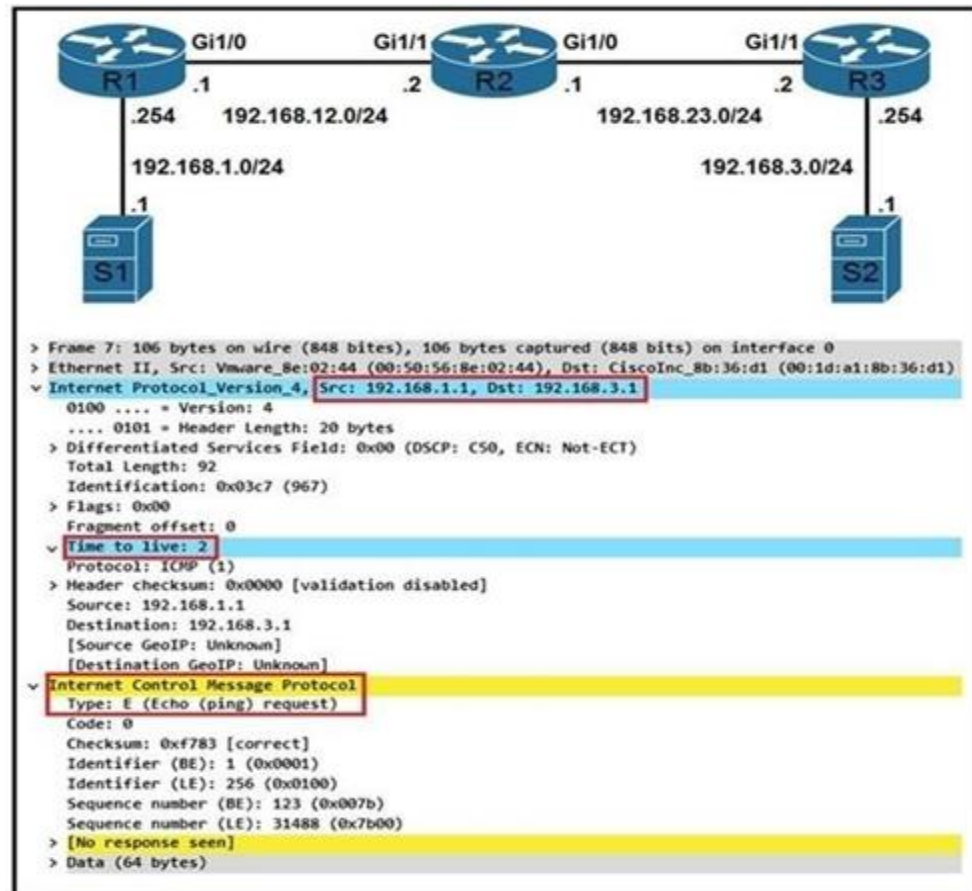 Gi1/0 Gi1/1 Gi1/0 Gi1/1
R1 R2 R3
.1 .2 .1 .2
.254 192.168.12.0/24 192.168.23.0/24 .254
192.168.1.0/24 192.168.3.0/24
.1 .1
S1 S2
> Frame 7: 106 bytes on wire (848 bites), 106 bytes captured (848 bits) on interface 0
> Ethernet II, Src: Vmware_8e:02:44 (00:50:56:8e:02:44), Dst: CiscoInc_8b:36:d1 (00:1d:a1:8b:36:d1)
Internet Protocol_Version_4, Src: 192.168.1.1, Dst: 192.168.3.1
0100 .... = Version: 4
.... 0101 = Header Length: 20 bytes
> Differentiated Services Field: 0x00 (DSCP: C50, ECN: Not-ECT)
Total Length: 92
Identification: 0x03c7 (967)
> Flags: 0x00
Fragment offset: 0
Time to live: 2
Protocol: ICMP (1)
> Header checksum: 0x0000 [validation disabled]
Source: 192.168.1.1
Destination: 192.168.3.1
[Source GeoIP: Unknown]
[Destination GeoIP: Unknown]
Internet Control Message Protocol
Type: E (Echo (ping) request)
Code: 0
Checksum: 0xf783 [correct]
Identifier (BE): 1 (0x0001)
Identifier (LE): 256 (0x0100)
Sequence number (BE): 123 (0x007b)
Sequence number (LE): 31488 (0x7b00)
> [No response seen]
> Data (64 bytes)